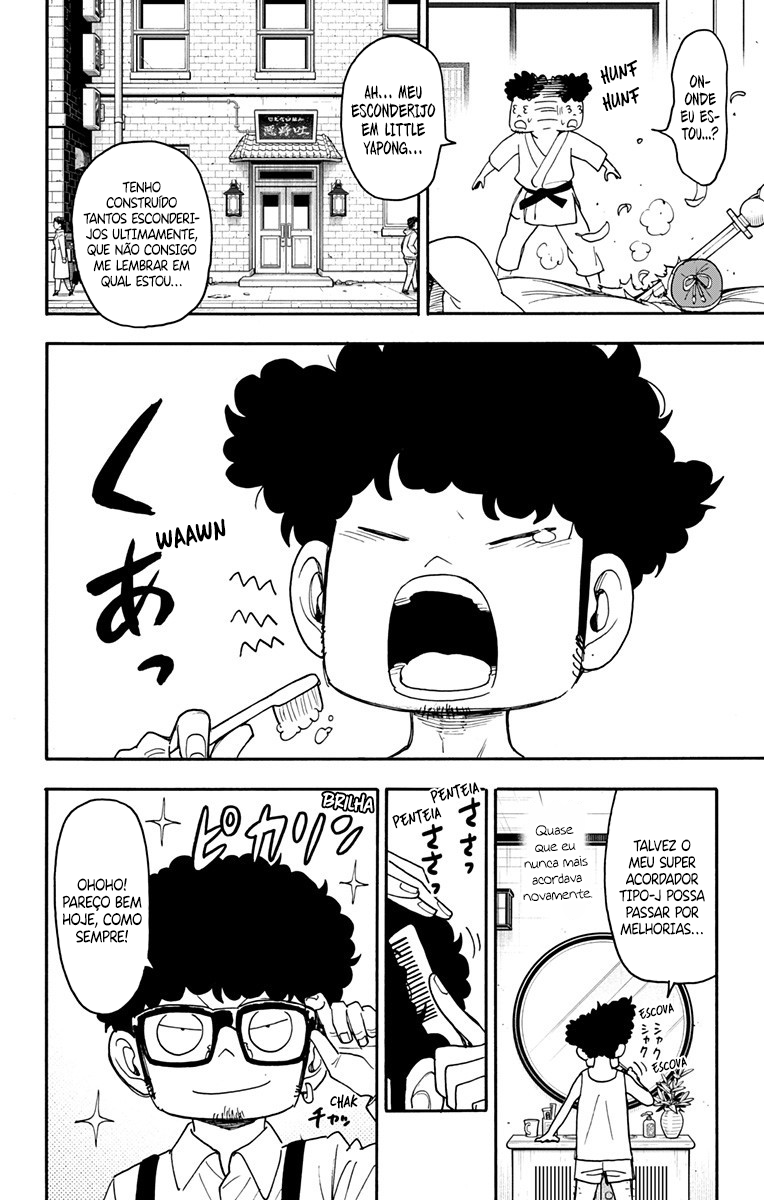 ON-
ONDE
EU ES-
TOU...?
HUNF
HUNF
AH... MEU
ESCONDERIJO
EM LITTLE
YAPONG...
TENHO
CONSTRUÍDO
TANTOS ESCONDERI-
JOS ULTIMAMENTE,
QUE NÃO CONSIGO
ME LEMBRAR EM
QUAL ESTOU...
くあっ
WAAWN
TALVEZ O
MEU SUPER
ACORDADOR
TIPO-J POSSA
PASSAR POR
MELHORIAS...
Quase
que eu
nunca mais
acordava
novamente.
ESCOVA
シャク
シャク
ESCOVA
PENTEIA
ささっ
PENTEIA
ささっ
BRILHA
ピカリン
OHOHO!
PAREÇO BEM
HOJE, COMO
SEMPRE!
CHAK
チャッ